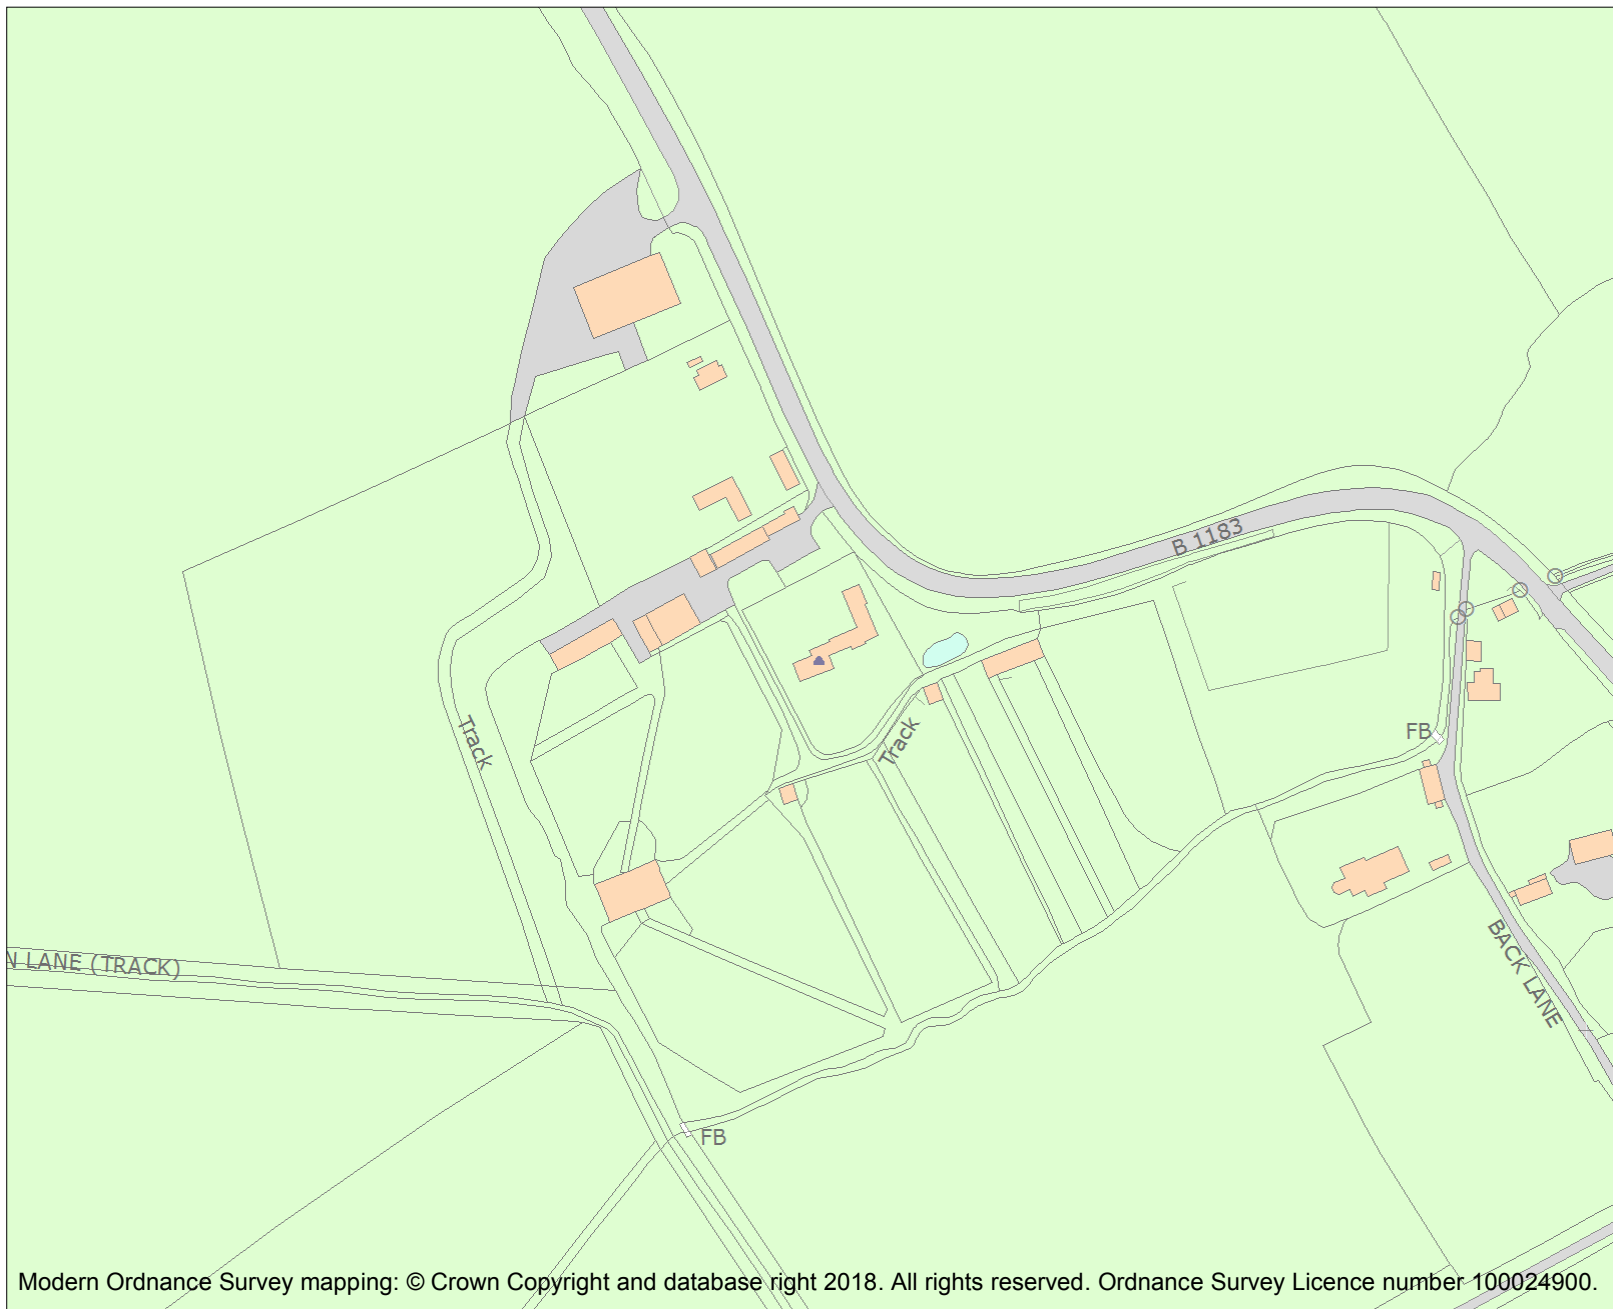 B 1183
Track
Track
FB
N LANE (TRACK)
BACK LANE
FB
Modern Ordnance Survey mapping: © Crown Copyright and database right 2018. All rights reserved. Ordnance Survey Licence number 100024900.